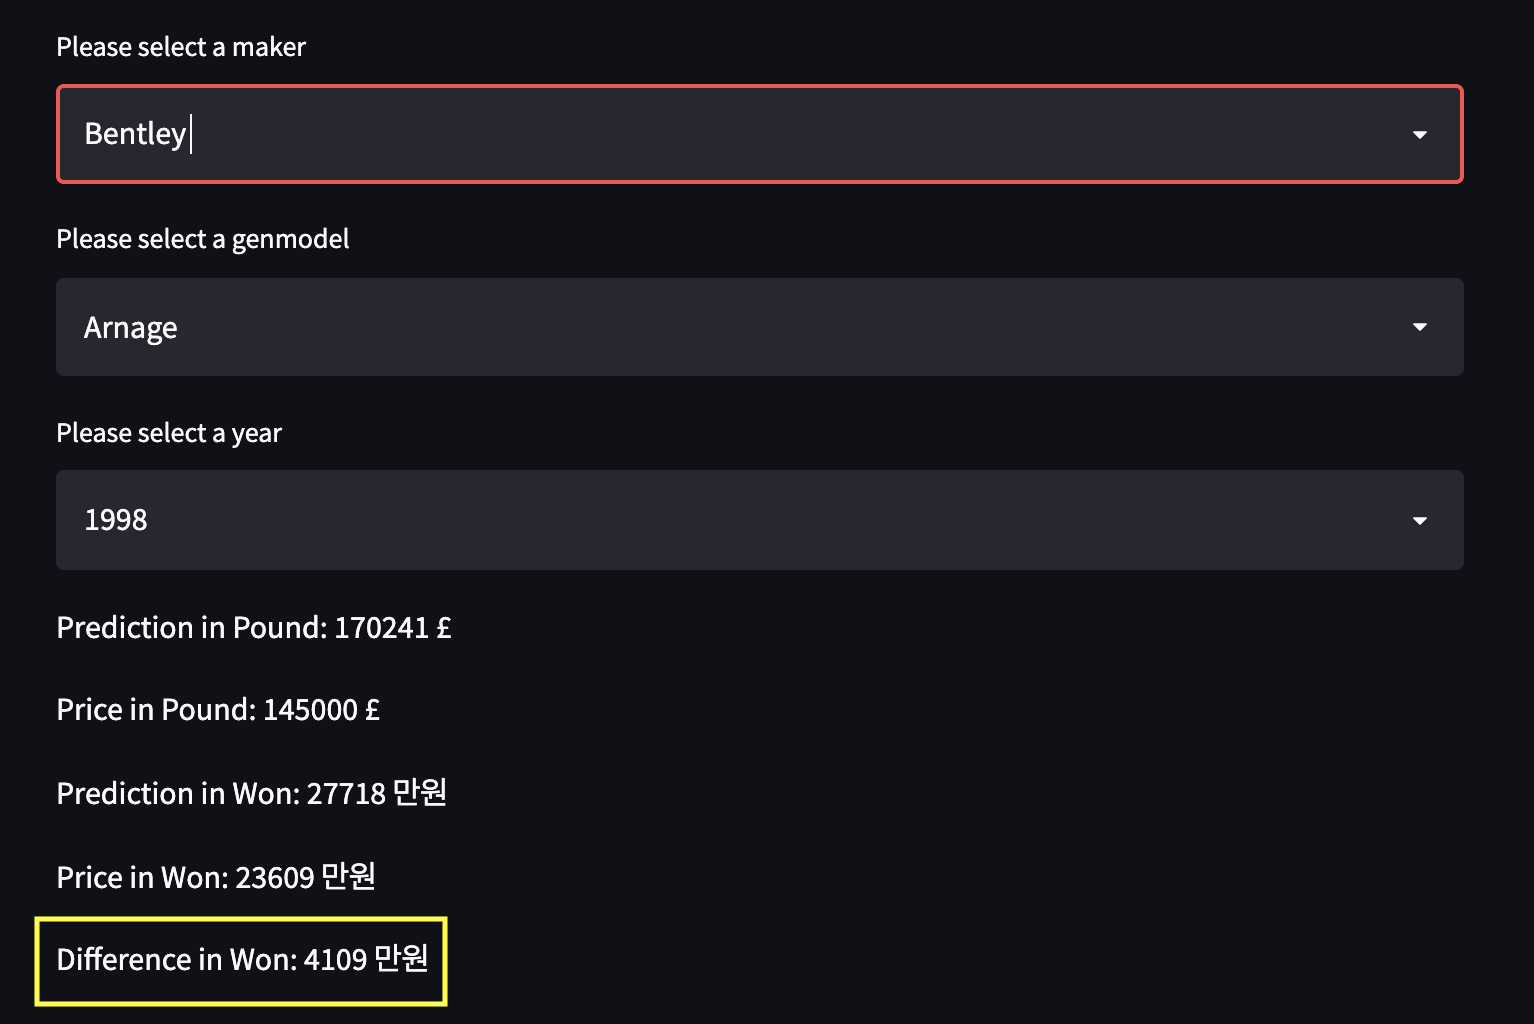 Please select a maker
Bentley
Please select a genmodel
Arnage
Please select a year
1998
Prediction in Pound: 170241 £
Price in Pound: 145000 £
Prediction in Won: 27718 만원
Price in Won: 23609 만원
Difference in Won: 4109 만원